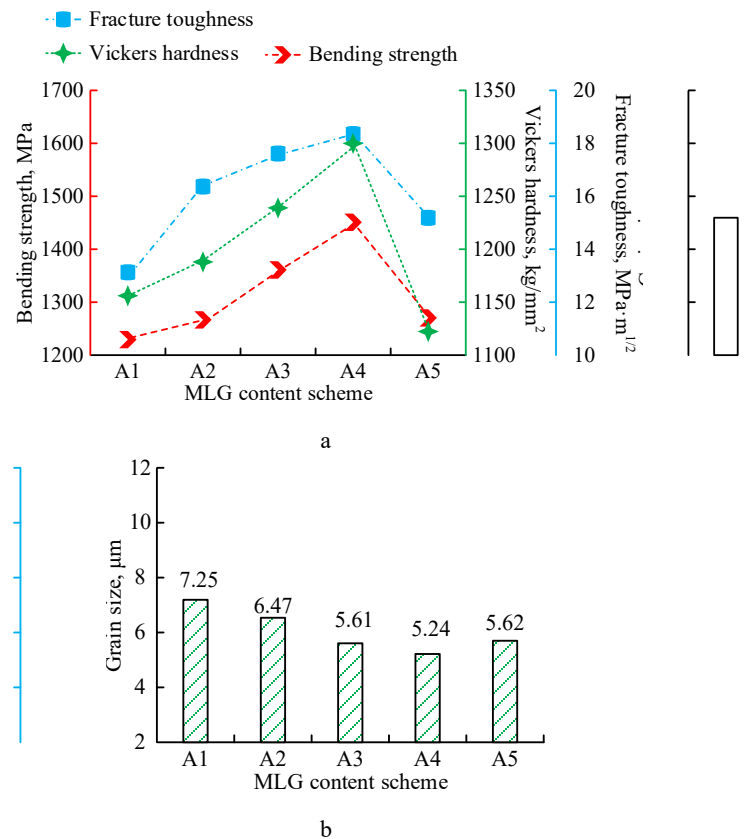 Fracture toughness
Vickers hardness
Bending strength
1700
1600
1500
1400
1300
1200
Bending strength, MPa
1350
1300
1250
1200
1150
1100
Vickers hardness, kg/mm²
20
18
16
14
12
10
Fracture toughness, MPa·m^1/2
A1 A2 A3 A4 A5
MLG content scheme
a
12
10
8
6
4
2
Grain size, μm
7.25
6.47
5.61
5.24
5.62
A1 A2 A3 A4 A5
MLG content scheme
b